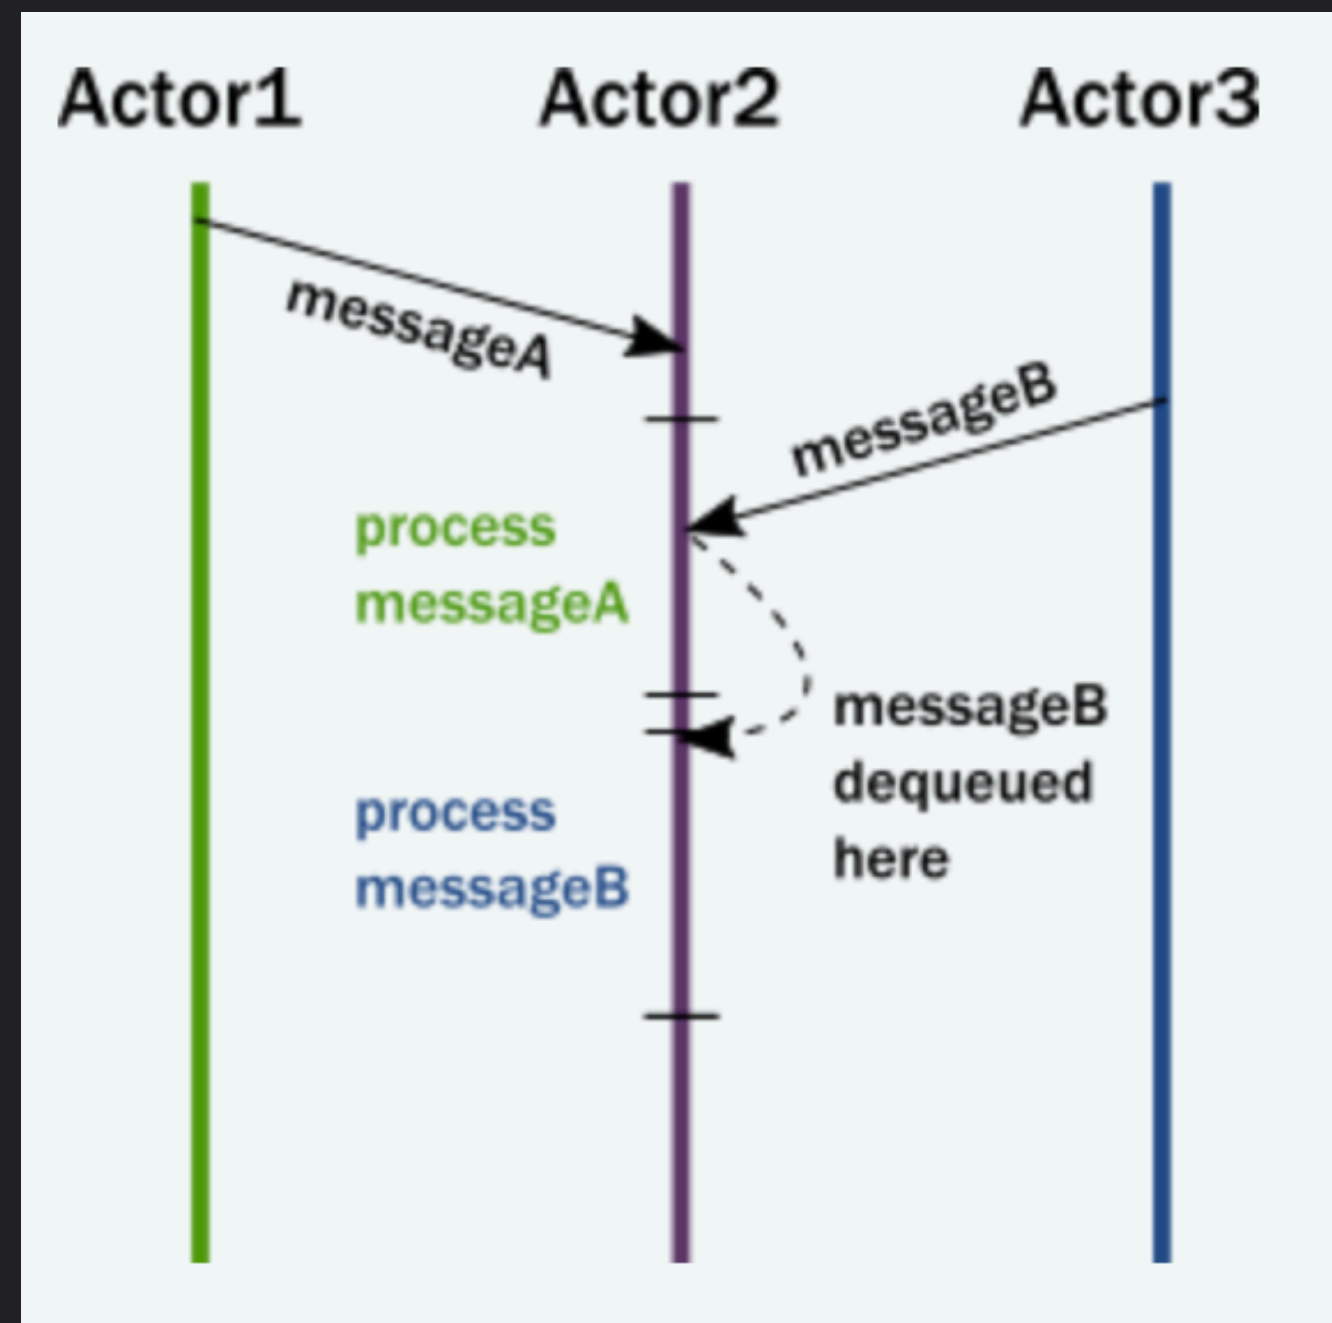 Actor1
Actor2
Actor3
messageA
messageB
process
messageA
messageB
dequeued
here
process
messageB